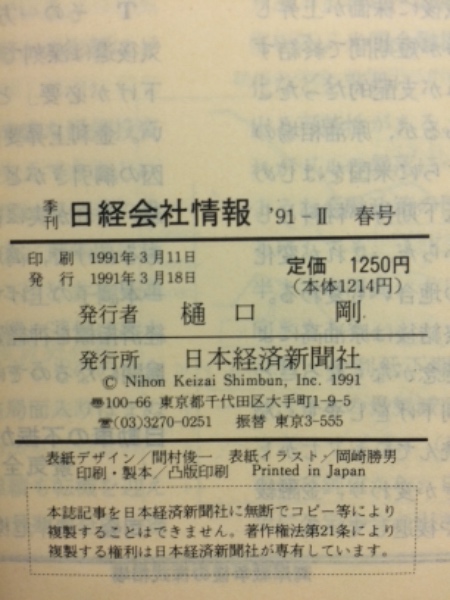 季刊 日経会社情報 '91-Ⅲ 春号
印刷 1991年3月11日
発行 1991年3月18日
定価 1250円
(本体1214円)
発行者 樋口 剛
発行所 日本経済新聞社
© Nihon Keizai Shimbun, Inc. 1991
〠100-66 東京都千代田区大手町1-9-5
☎(03)3270-0251 振替 東京3-555
表紙デザイン/間村俊一 表紙イラスト/岡崎勝男
印刷・製本/凸版印刷 Printed in Japan
本誌記事を日本経済新聞社に無断でコピー等により
複製することはできません。著作権法第21条により
複製する権利は日本経済新聞社が専有しています。